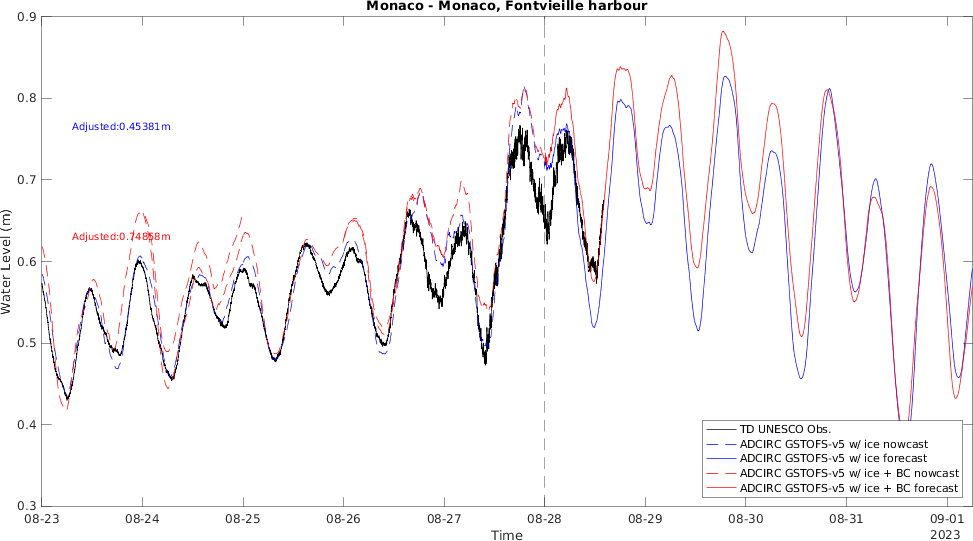 Monaco - Monaco, Fontvieille harbour
0.9
0.8
Adjusted:0.45381m
0.7
Adjusted:0.74858m
Water Level (m)
0.6
0.5
0.4
0.3
TD UNESCO Obs.
ADCIRC GSTOFS-v5 w/ ice nowcast
ADCIRC GSTOFS-v5 w/ ice forecast
ADCIRC GSTOFS-v5 w/ ice + BC nowcast
ADCIRC GSTOFS-v5 w/ ice + BC forecast
08-23 08-24 08-25 08-26 08-27 08-28 08-29 08-30 08-31 09-01
2023
Time